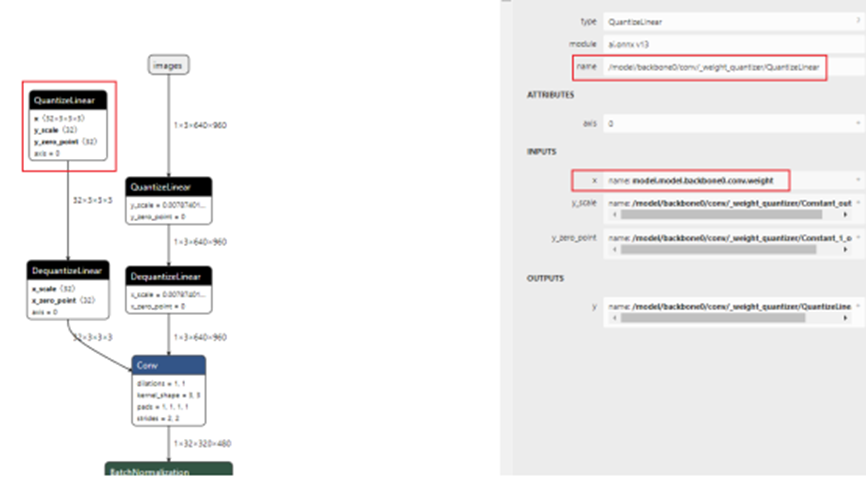 images
QuantizeLinear
x (32×3×3×3)
y_scale (32)
y_zero_point (32)
axis = 0
1×3×640×960
32×3×3×3
QuantizeLinear
y_scale = 0.00787401...
y_zero_point = 0
1×3×640×960
DequantizeLinear
x_scale (32)
x_zero_point (32)
axis = 0
DequantizeLinear
x_scale = 0.00787401...
x_zero_point = 0
32×3×3×3
1×3×640×960
Conv
dilations = 1, 1
kernel_shape = 3, 3
pads = 1, 1, 1, 1
strides = 2, 2
1×32×320×480
BatchNormalization
type QuantizeLinear ?
module ai.onnx v13
name /model/backbone0/conv/_weight_quantizer/QuantizeLinear
ATTRIBUTES
axis 0
INPUTS
x name: model.model.backbone0.conv.weight
y_scale name: /model/backbone0/conv/_weight_quantizer/Constant_out
y_zero_point name: /model/backbone0/conv/_weight_quantizer/Constant_1_o
OUTPUTS
y name: /model/backbone0/conv/_weight_quantizer/QuantizeLine